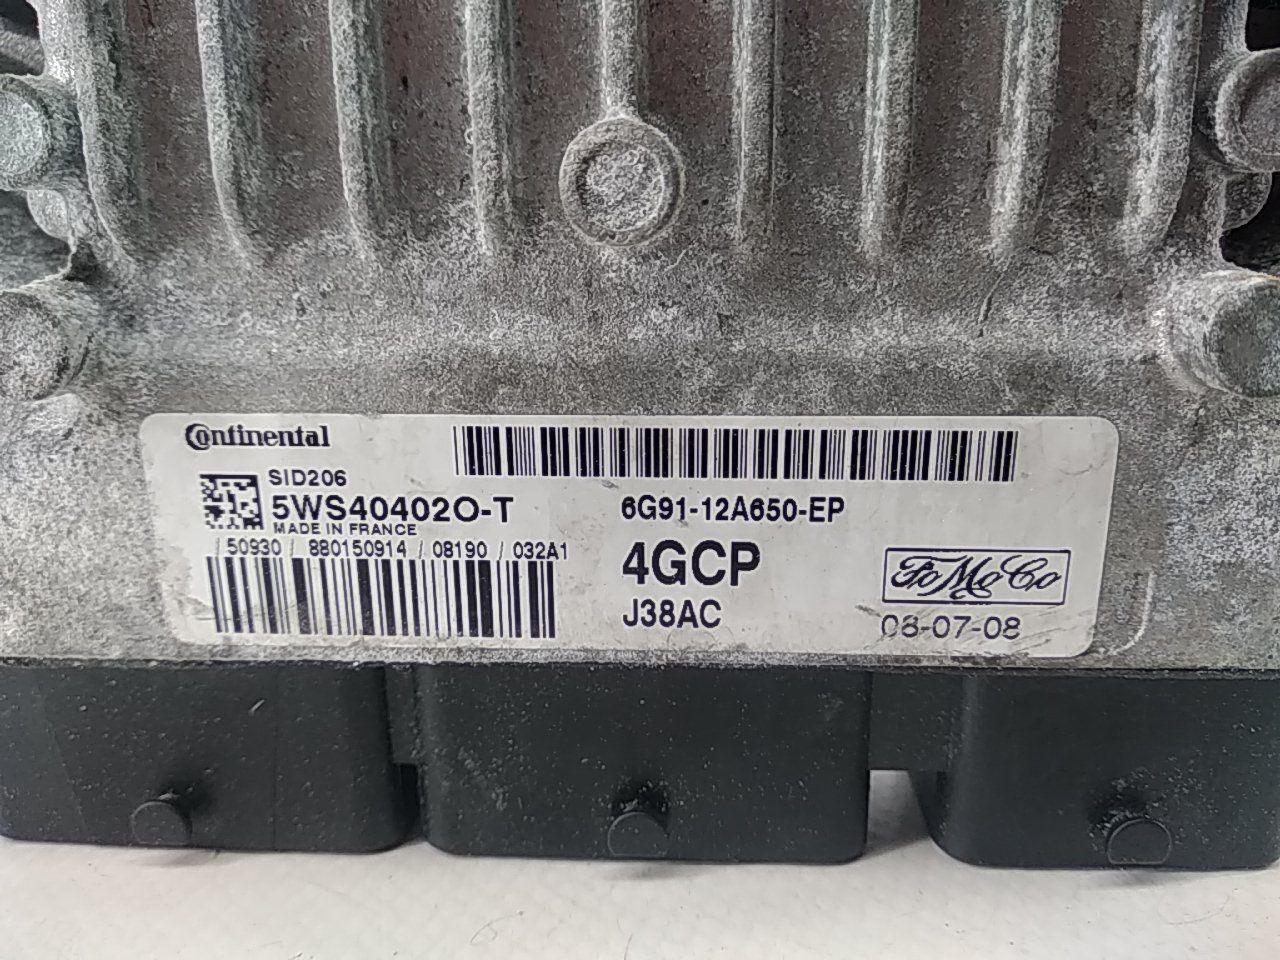 Continental
SID206
5WS40402O-T
MADE IN FRANCE
/ 50930 / 880150914 / 08190 / 032A1
6G91-12A650-EP
4GCP
J38AC
FoMoCo
08-07-08